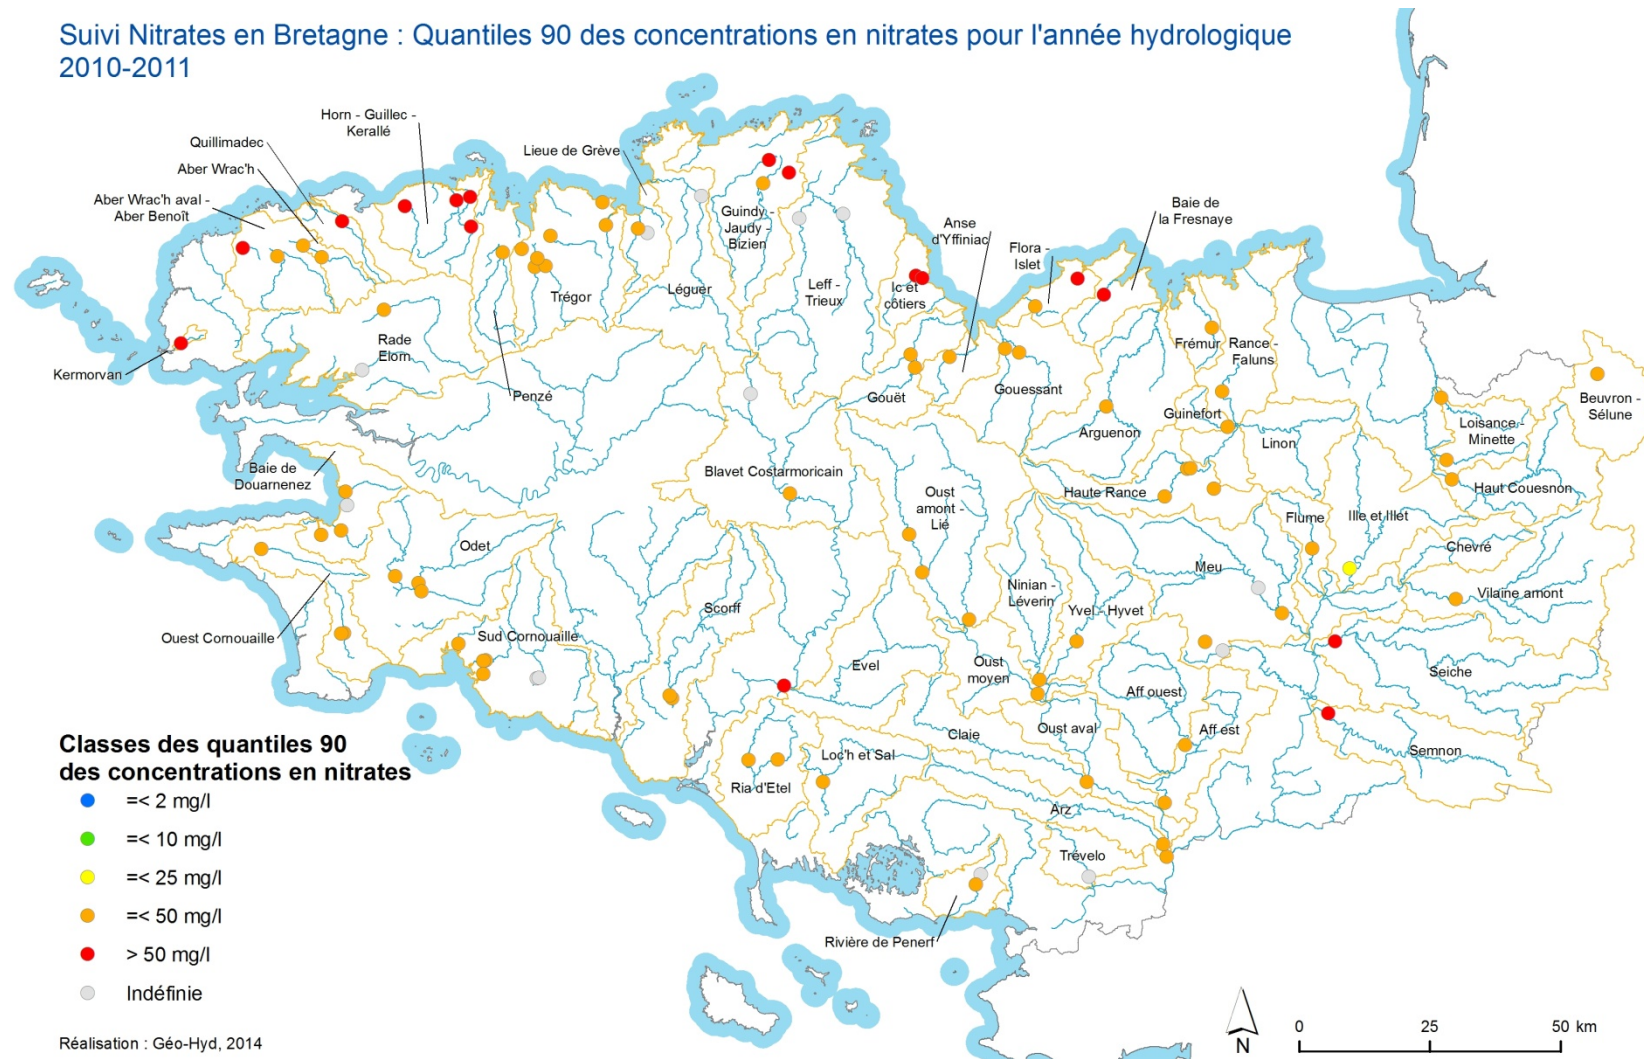 Suivi Nitrates en Bretagne : Quantiles 90 des concentrations en nitrates pour l'année hydrologique
2010-2011
Horn - Guillec -
Kerallé
Quillimadec
Aber Wrac'h
Aber Wrac'h aval -
Aber Benoît
Lieue de Grève
Guindy -
Jaudy -
Bizien
Anse
d'Yffiniac
Flora -
Islet
Baie de
la Fresnaye
Trégor
Léguer
Leff -
Trieux
Ic et
côtiers
Rade
Elorn
Kermorvan
Penzé
Gouët
Gouessant
Arguenon
Frémur
Rance -
Faluns
Guinefort
Linon
Beuvron -
Sélune
Loisance -
Minette
Haut Couesnon
Baie de
Douarnenez
Blavet Costarmoricain
Oust
amont -
Lié
Haute Rance
Flume
Ille et Illet
Chevré
Odet
Meu
Vilaine amont
Scorff
Ninian -
Léverin
Yvel - Hyvet
Ouest Cornouaille
Sud Cornouaille
Evel
Oust
moyen
Aff ouest
Seiche
Claie
Oust aval
Aff est
Semnon
Loc'h et Sal
Ria d'Etel
Arz
Trévelo
Rivière de Penerf
Classes des quantiles 90
des concentrations en nitrates
=< 2 mg/l
=< 10 mg/l
=< 25 mg/l
=< 50 mg/l
> 50 mg/l
Indéfinie
Réalisation : Géo-Hyd, 2014
N
0 25 50 km